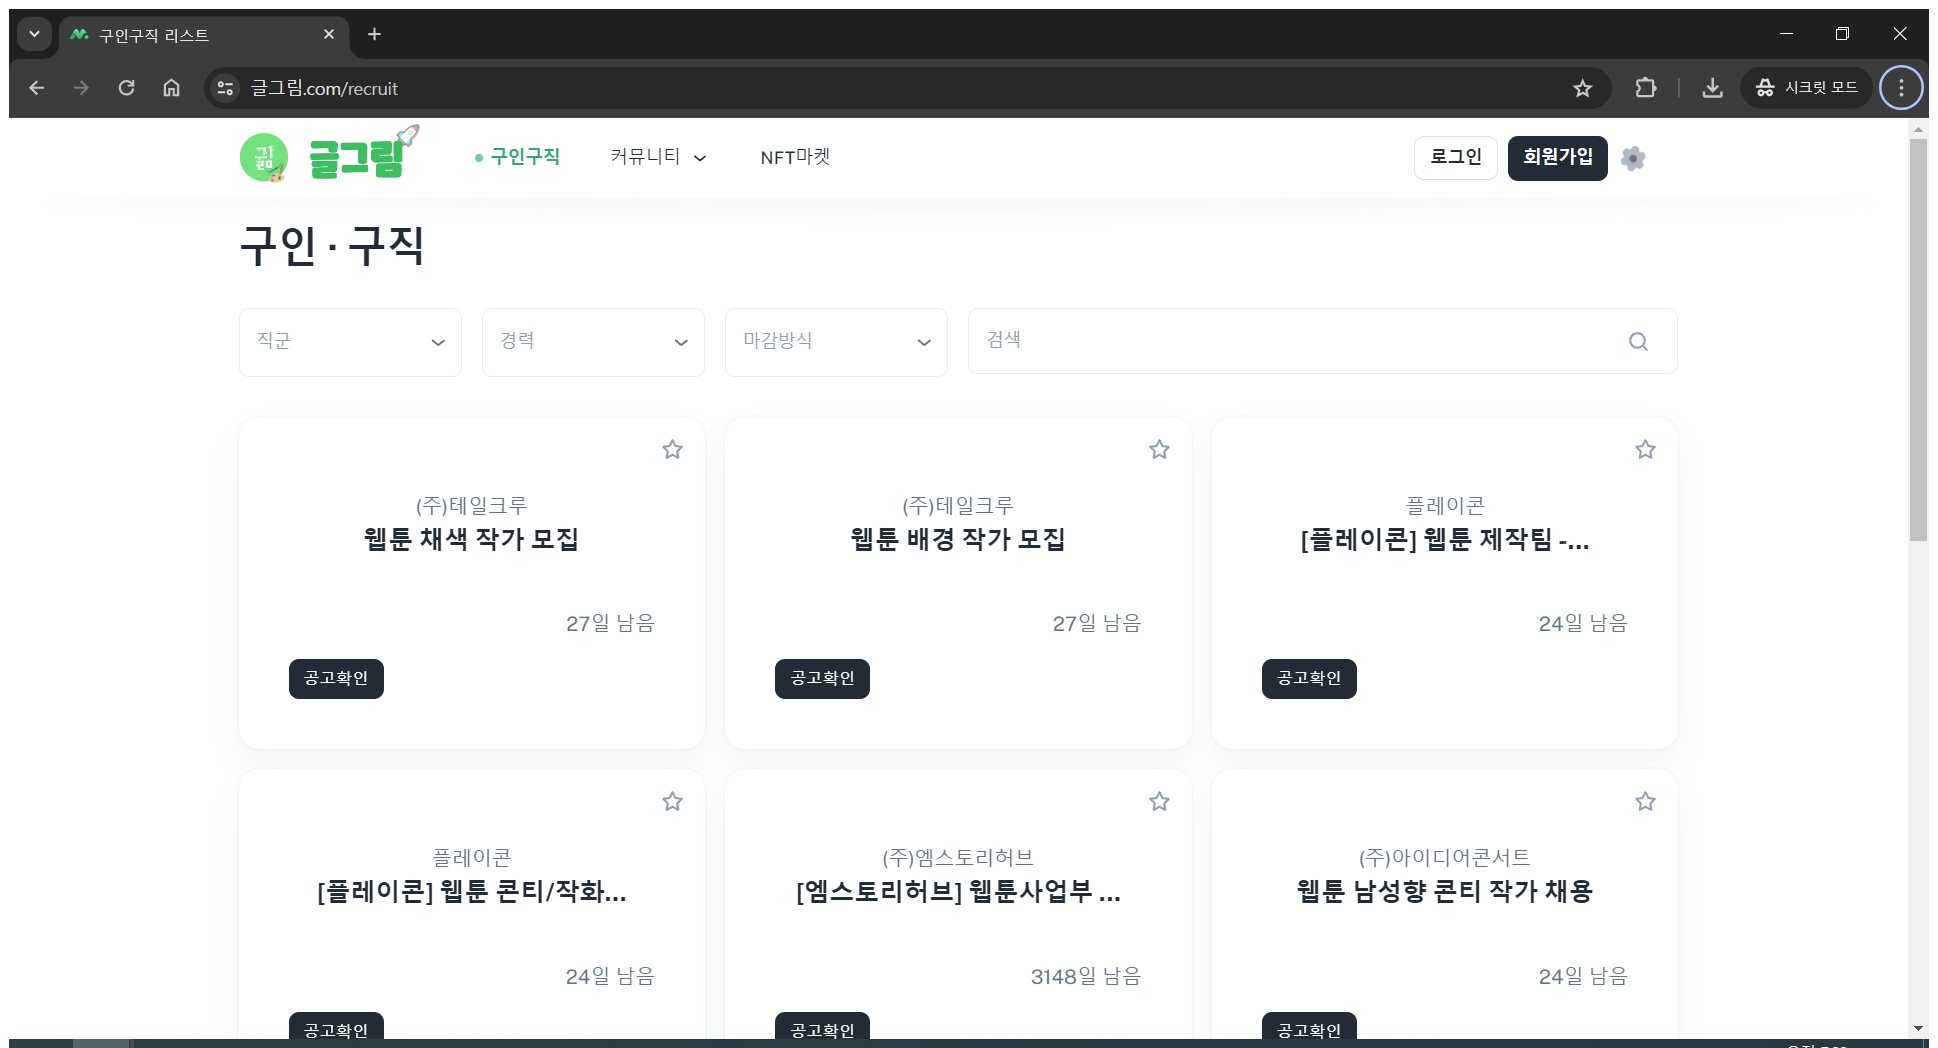 구인구직 리스트
글그림.com/recruit
시크릿 모드
글그림
글그림
구인구직
커뮤니티
NFT마켓
로그인
회원가입
구인 · 구직
직군
경력
마감방식
검색
(주)테일크루
웹툰 채색 작가 모집
27일 남음
공고확인
(주)테일크루
웹툰 배경 작가 모집
27일 남음
공고확인
플레이콘
[플레이콘] 웹툰 제작팀 -...
24일 남음
공고확인
플레이콘
[플레이콘] 웹툰 콘티/작화...
24일 남음
공고확인
(주)엠스토리허브
[엠스토리허브] 웹툰사업부 ...
3148일 남음
공고확인
(주)아이디어콘서트
웹툰 남성향 콘티 작가 채용
24일 남음
공고확인